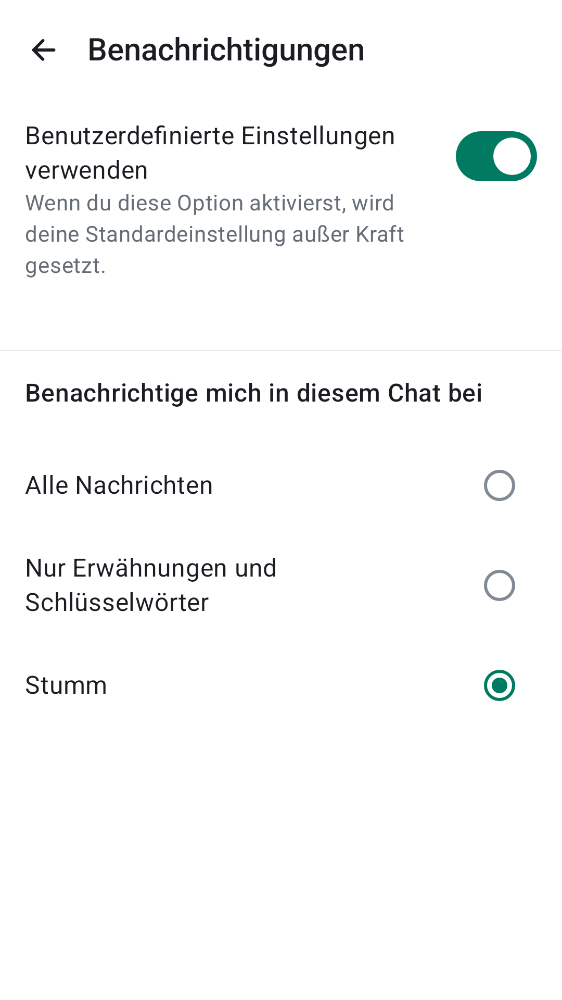 Benachrichtigungen
Benutzerdefinierte Einstellungen
verwenden
Wenn du diese Option aktivierst, wird
deine Standardeinstellung außer Kraft
gesetzt.
Benachrichtige mich in diesem Chat bei
Alle Nachrichten
Nur Erwähnungen und
Schlüsselwörter
Stumm